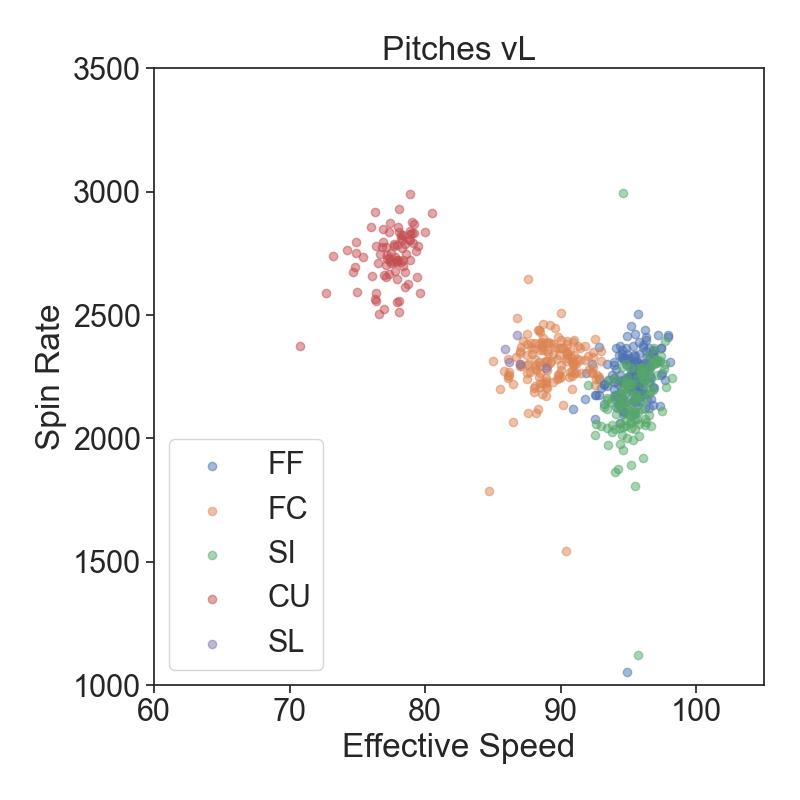 Pitches vL
3500
3000
2500
2000
1500
1000
Spin Rate
FF
FC
SI
CU
SL
60 70 80 90 100
Effective Speed